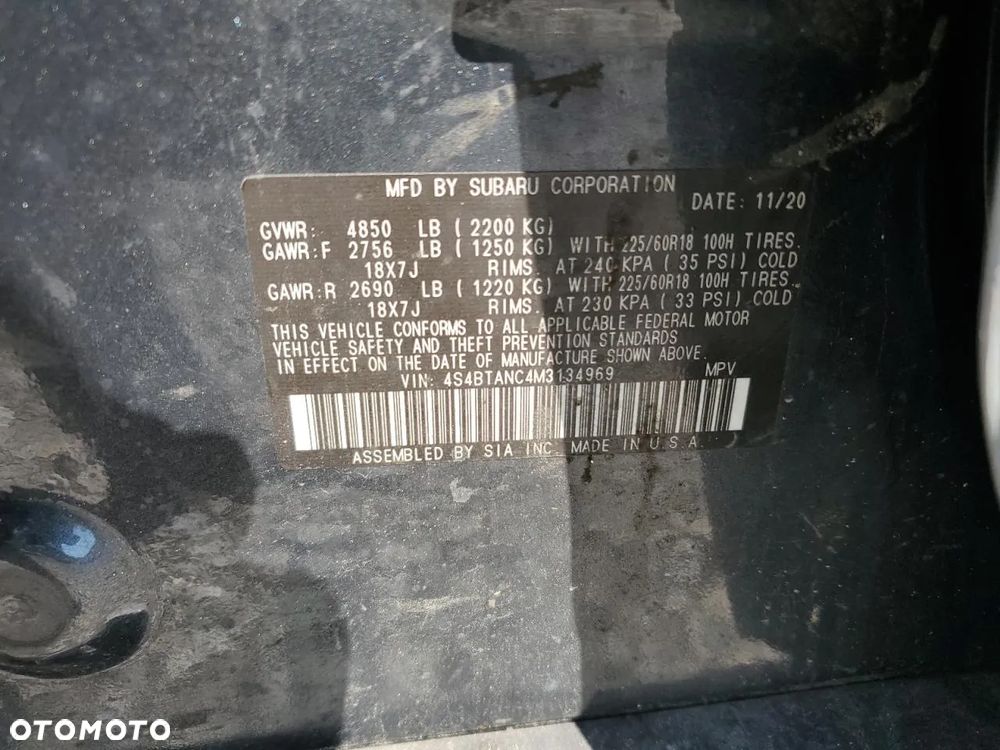 MFD BY SUBARU CORPORATION DATE: 11/20
GVWR: 4850 LB ( 2200 KG)
GAWR:F 2756 LB ( 1250 KG) WITH 225/60R18 100H TIRES.
18X7J RIMS. AT 240 KPA ( 35 PSI) COLD
GAWR:R 2690 LB ( 1220 KG) WITH 225/60R18 100H TIRES.
18X7J RIMS. AT 230 KPA ( 33 PSI) COLD
THIS VEHICLE CONFORMS TO ALL APPLICABLE FEDERAL MOTOR
VEHICLE SAFETY AND THEFT PREVENTION STANDARDS
IN EFFECT ON THE DATE OF MANUFACTURE SHOWN ABOVE.
VIN: 4S4BTANC4M3134969 MPV
ASSEMBLED BY SIA INC. MADE IN U.S.A.
OTOMOTO